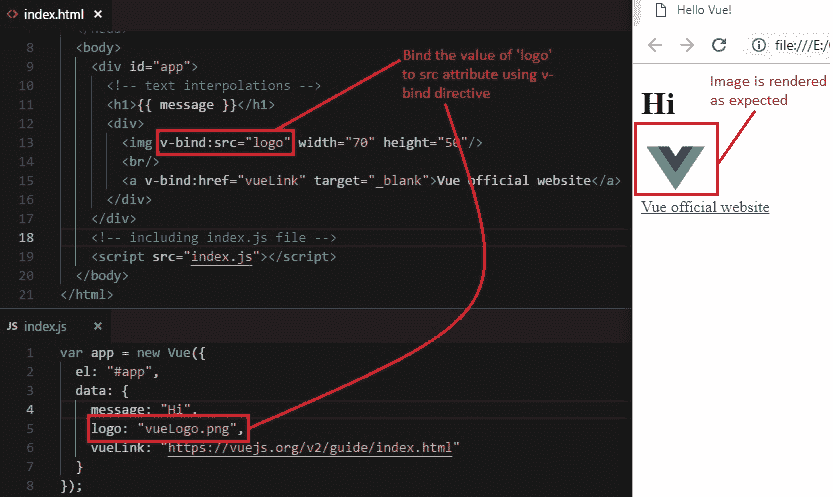 index.html ×
8 <body>
9 <div id="app">
10 <!-- text interpolations -->
11 <h1>{{ message }}</h1>
12 <div>
13 <img v-bind:src="logo" width="70" height="50"/>
14 <br/>
15 <a v-bind:href="vueLink" target="_blank">Vue official website</a>
16 </div>
17 </div>
18 <!-- including index.js file -->
19 <script src="index.js"></script>
20 </body>
21 </html>
Bind the value of 'logo'
to src attribute using v-
bind directive
JS index.js ×
1 var app = new Vue({
2 el: "#app",
3 data: {
4 message: "Hi",
5 logo: "vueLogo.png",
6 vueLink: "https://vuejs.org/v2/guide/index.html"
7 }
8 });
Hello Vue!
file:///E:/
Image is rendered
as expected
Hi
Vue official website